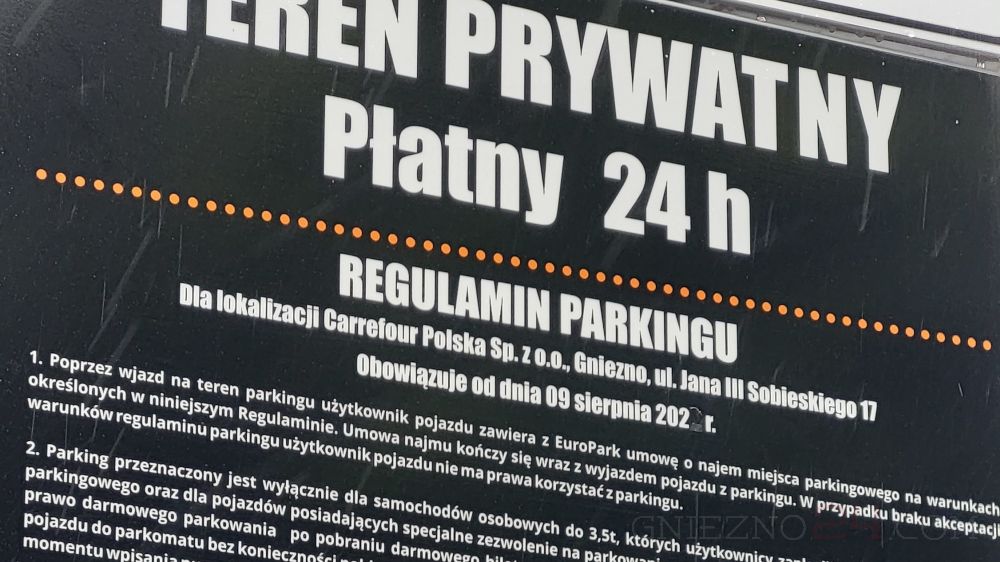 TEREN PRYWATNY
Płatny 24 h
REGULAMIN PARKINGU
Dla lokalizacji Carrefour Polska Sp. z o.o., Gniezno, ul. Jana III Sobieskiego 17
Obowiązuje od dnia 09 sierpnia 202 r.
1. Poprzez wjazd na teren parkingu użytkownik pojazdu zawiera z EuroPark umowę o najem miejsca parkingowego na warunkach
określonych w niniejszym Regulaminie. Umowa najmu kończy się wraz z wyjazdem pojazdu z parkingu. W przypadku braku akceptacji
warunków regulaminu parkingu użytkownik pojazdu nie ma prawa korzystać z parkingu.
2. Parking przeznaczony jest wyłącznie dla samochodów osobowych do 3,5t, których użytkownicy
parkingowego oraz dla pojazdów posiadających specjalne zezwolenie na parkowanie
prawo darmowego parkowania po pobraniu darmowego
pojazdu do parkomatu bez konieczności
momentu wpisania
GNIEZNO24.COM